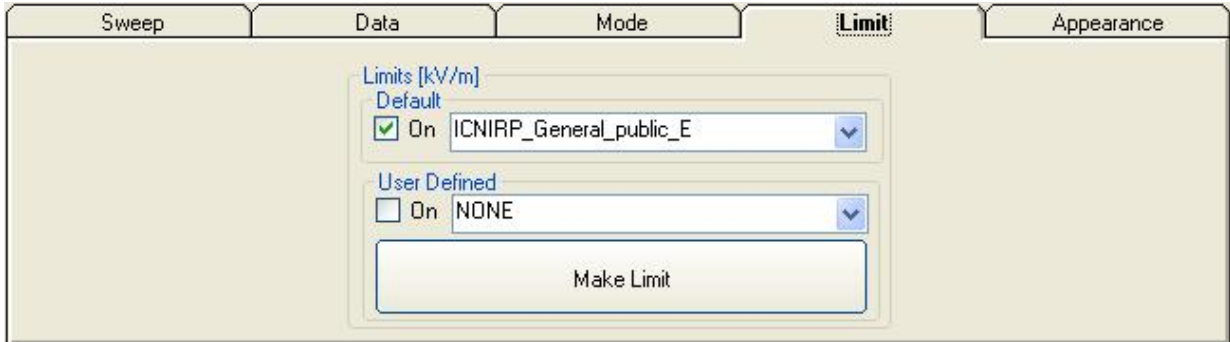 Sweep Data Mode Limit Appearance
Limits [kV/m]
Default
On ICNIRP_General_public_E
User Defined
On NONE
Make Limit